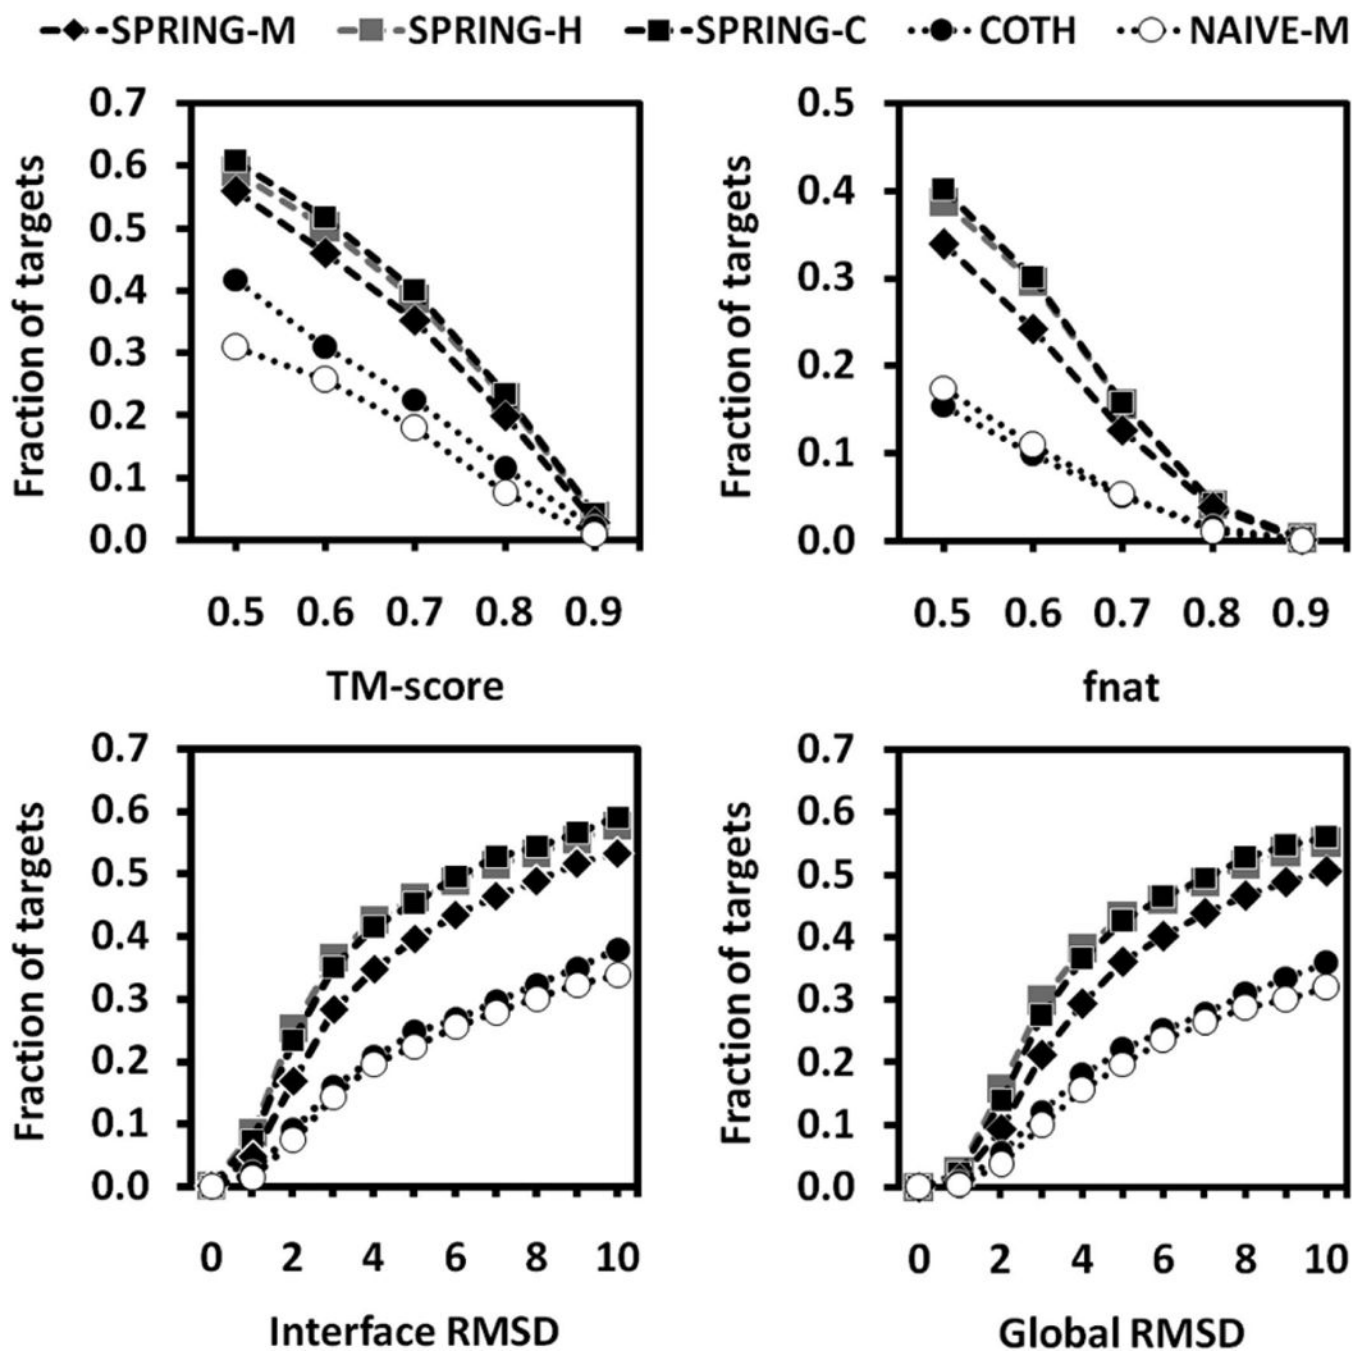 SPRING-M SPRING-H SPRING-C COTH NAIVE-M
0.7
0.6
0.5
0.4
0.3
0.2
0.1
0.0
Fraction of targets
0.5 0.6 0.7 0.8 0.9
TM-score
0.5
0.4
0.3
0.2
0.1
0.0
Fraction of targets
0.5 0.6 0.7 0.8 0.9
fnat
0.7
0.6
0.5
0.4
0.3
0.2
0.1
0.0
Fraction of targets
0 2 4 6 8 10
Interface RMSD
0.7
0.6
0.5
0.4
0.3
0.2
0.1
0.0
Fraction of targets
0 2 4 6 8 10
Global RMSD